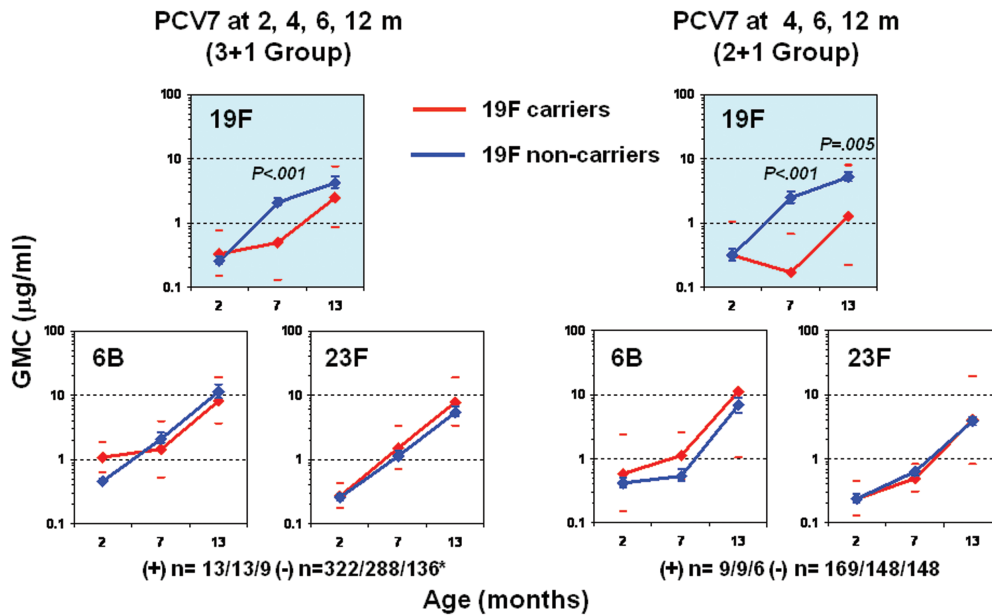 PCV7 at 2, 4, 6, 12 m
(3+1 Group)
PCV7 at 4, 6, 12 m
(2+1 Group)
19F carriers
19F non-carriers
GMC (µg/ml)
100
10
1
0.1
19F
P<.001
2 7 13
100
10
1
0.1
19F
P<.001
P=.005
2 7 13
100
10
1
0.1
6B
2 7 13
100
10
1
0.1
23F
2 7 13
100
10
1
0.1
6B
2 7 13
100
10
1
0.1
23F
2 7 13
(+) n= 13/13/9 (-) n=322/288/136*
(+) n= 9/9/6 (-) n= 169/148/148
Age (months)